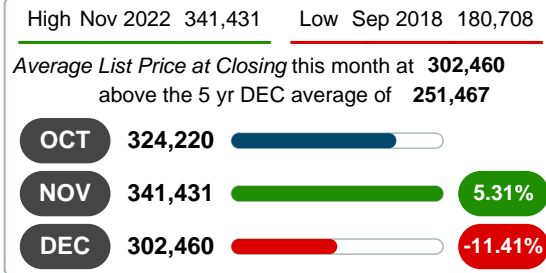 High Nov 2022 341,431 Low Sep 2018 180,708
Average List Price at Closing this month at 302,460
above the 5 yr DEC average of 251,467
OCT 324,220
NOV 341,431 5.31%
DEC 302,460 -11.41%